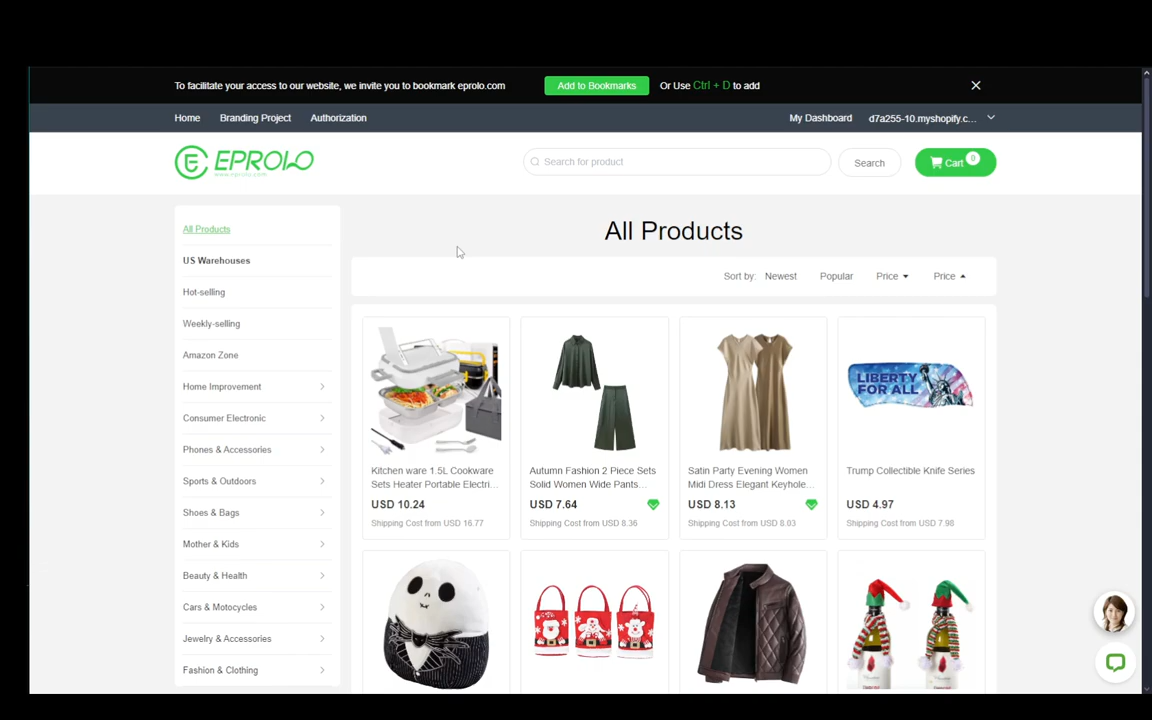 To facilitate your access to our website, we invite you to bookmark eprolo.com
Add to Bookmarks
Or Use Ctrl + D to add
Home
Branding Project
Authorization
My Dashboard
d7a255-10.myshopify.c...
EPROLO
www.eprolo.com
Search for product
Search
Cart
0
All Products
US Warehouses
Hot-selling
Weekly-selling
Amazon Zone
Home Improvement
Consumer Electronic
Phones & Accessories
Sports & Outdoors
Shoes & Bags
Mother & Kids
Beauty & Health
Cars & Motocycles
Jewelry & Accessories
Fashion & Clothing
All Products
Sort by:
Newest
Popular
Price
Price
Kitchen ware 1.5L Cookware
Sets Heater Portable Electri...
USD 10.24
Shipping Cost from USD 16.77
Autumn Fashion 2 Piece Sets
Solid Women Wide Pants...
USD 7.64
Shipping Cost from USD 8.36
Satin Party Evening Women
Midi Dress Elegant Keyhole...
USD 8.13
Shipping Cost from USD 8.03
LIBERTY
FOR ALL
Trump Collectible Knife Series
USD 4.97
Shipping Cost from USD 7.98